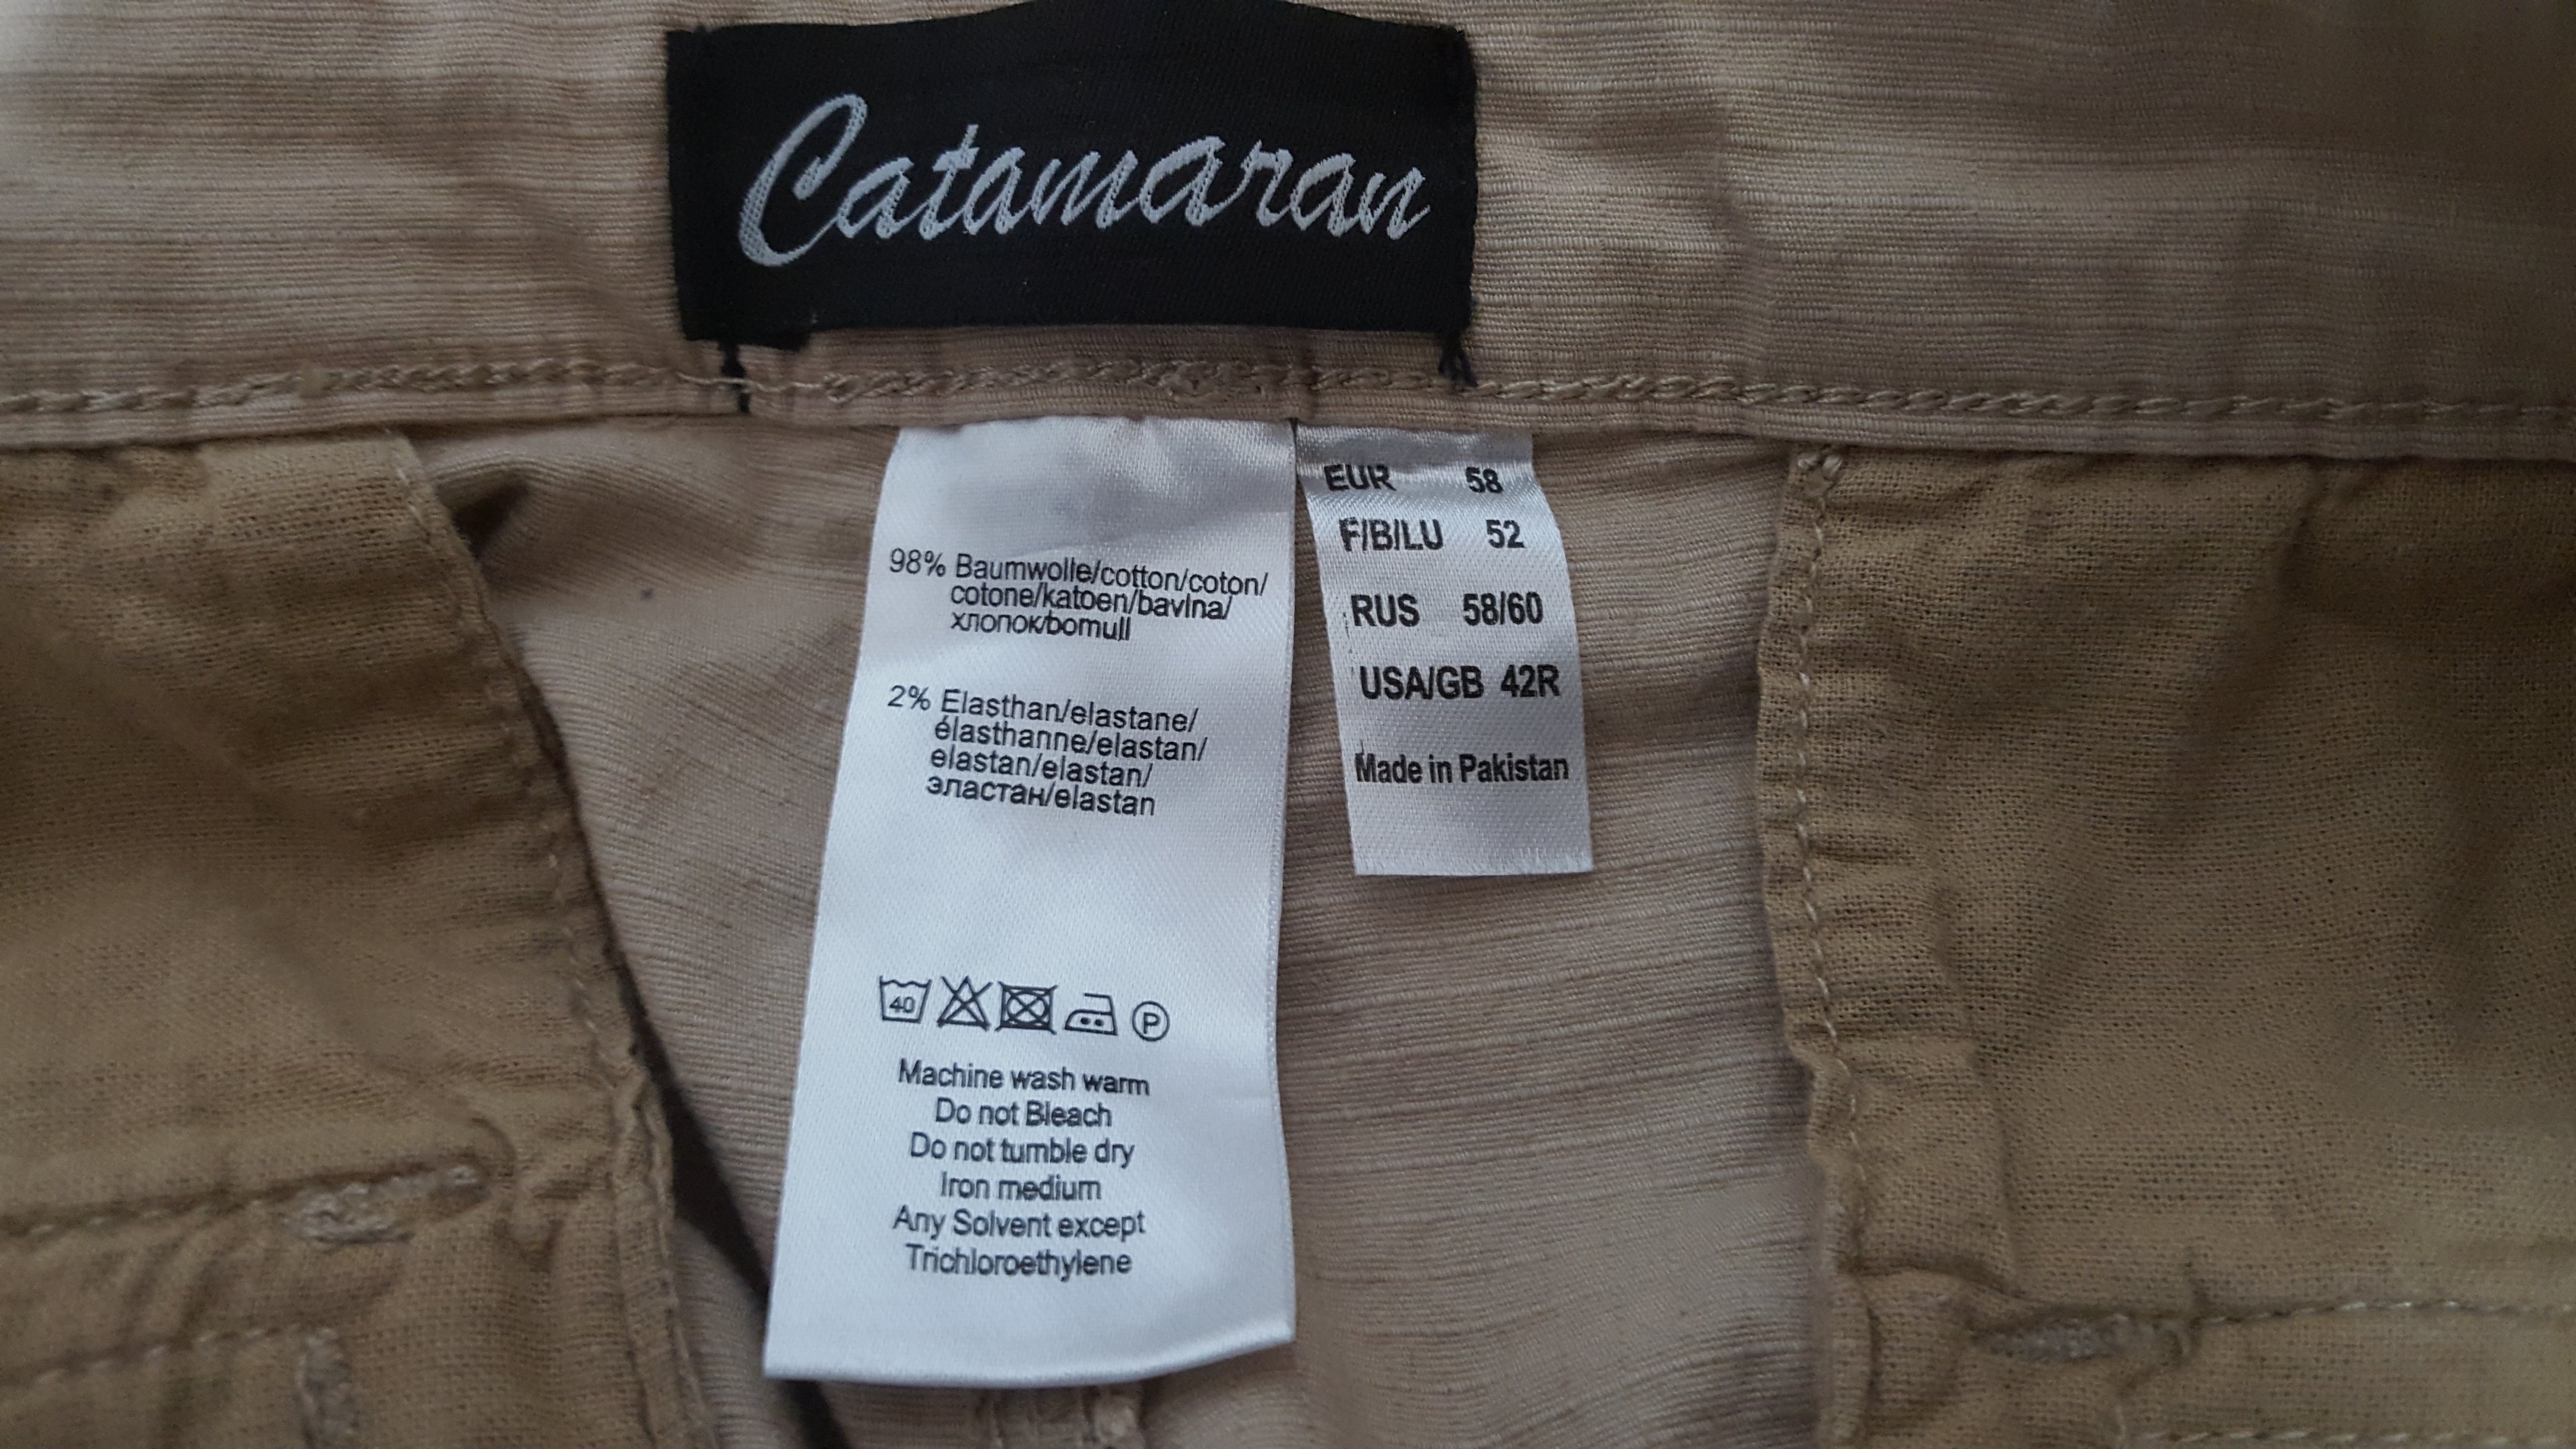 Catamaran
98% Baumwolle/cotton/coton/
cotone/katoen/bavlna/
хлопок/bomull
2% Elasthan/elastane/
élasthanne/elastan/
elastan/elastan/
эластан/elastan
40
P
Machine wash warm
Do not Bleach
Do not tumble dry
Iron medium
Any Solvent except
Trichloroethylene
EUR 58
F/B/LU 52
RUS 58/60
USA/GB 42R
Made in Pakistan